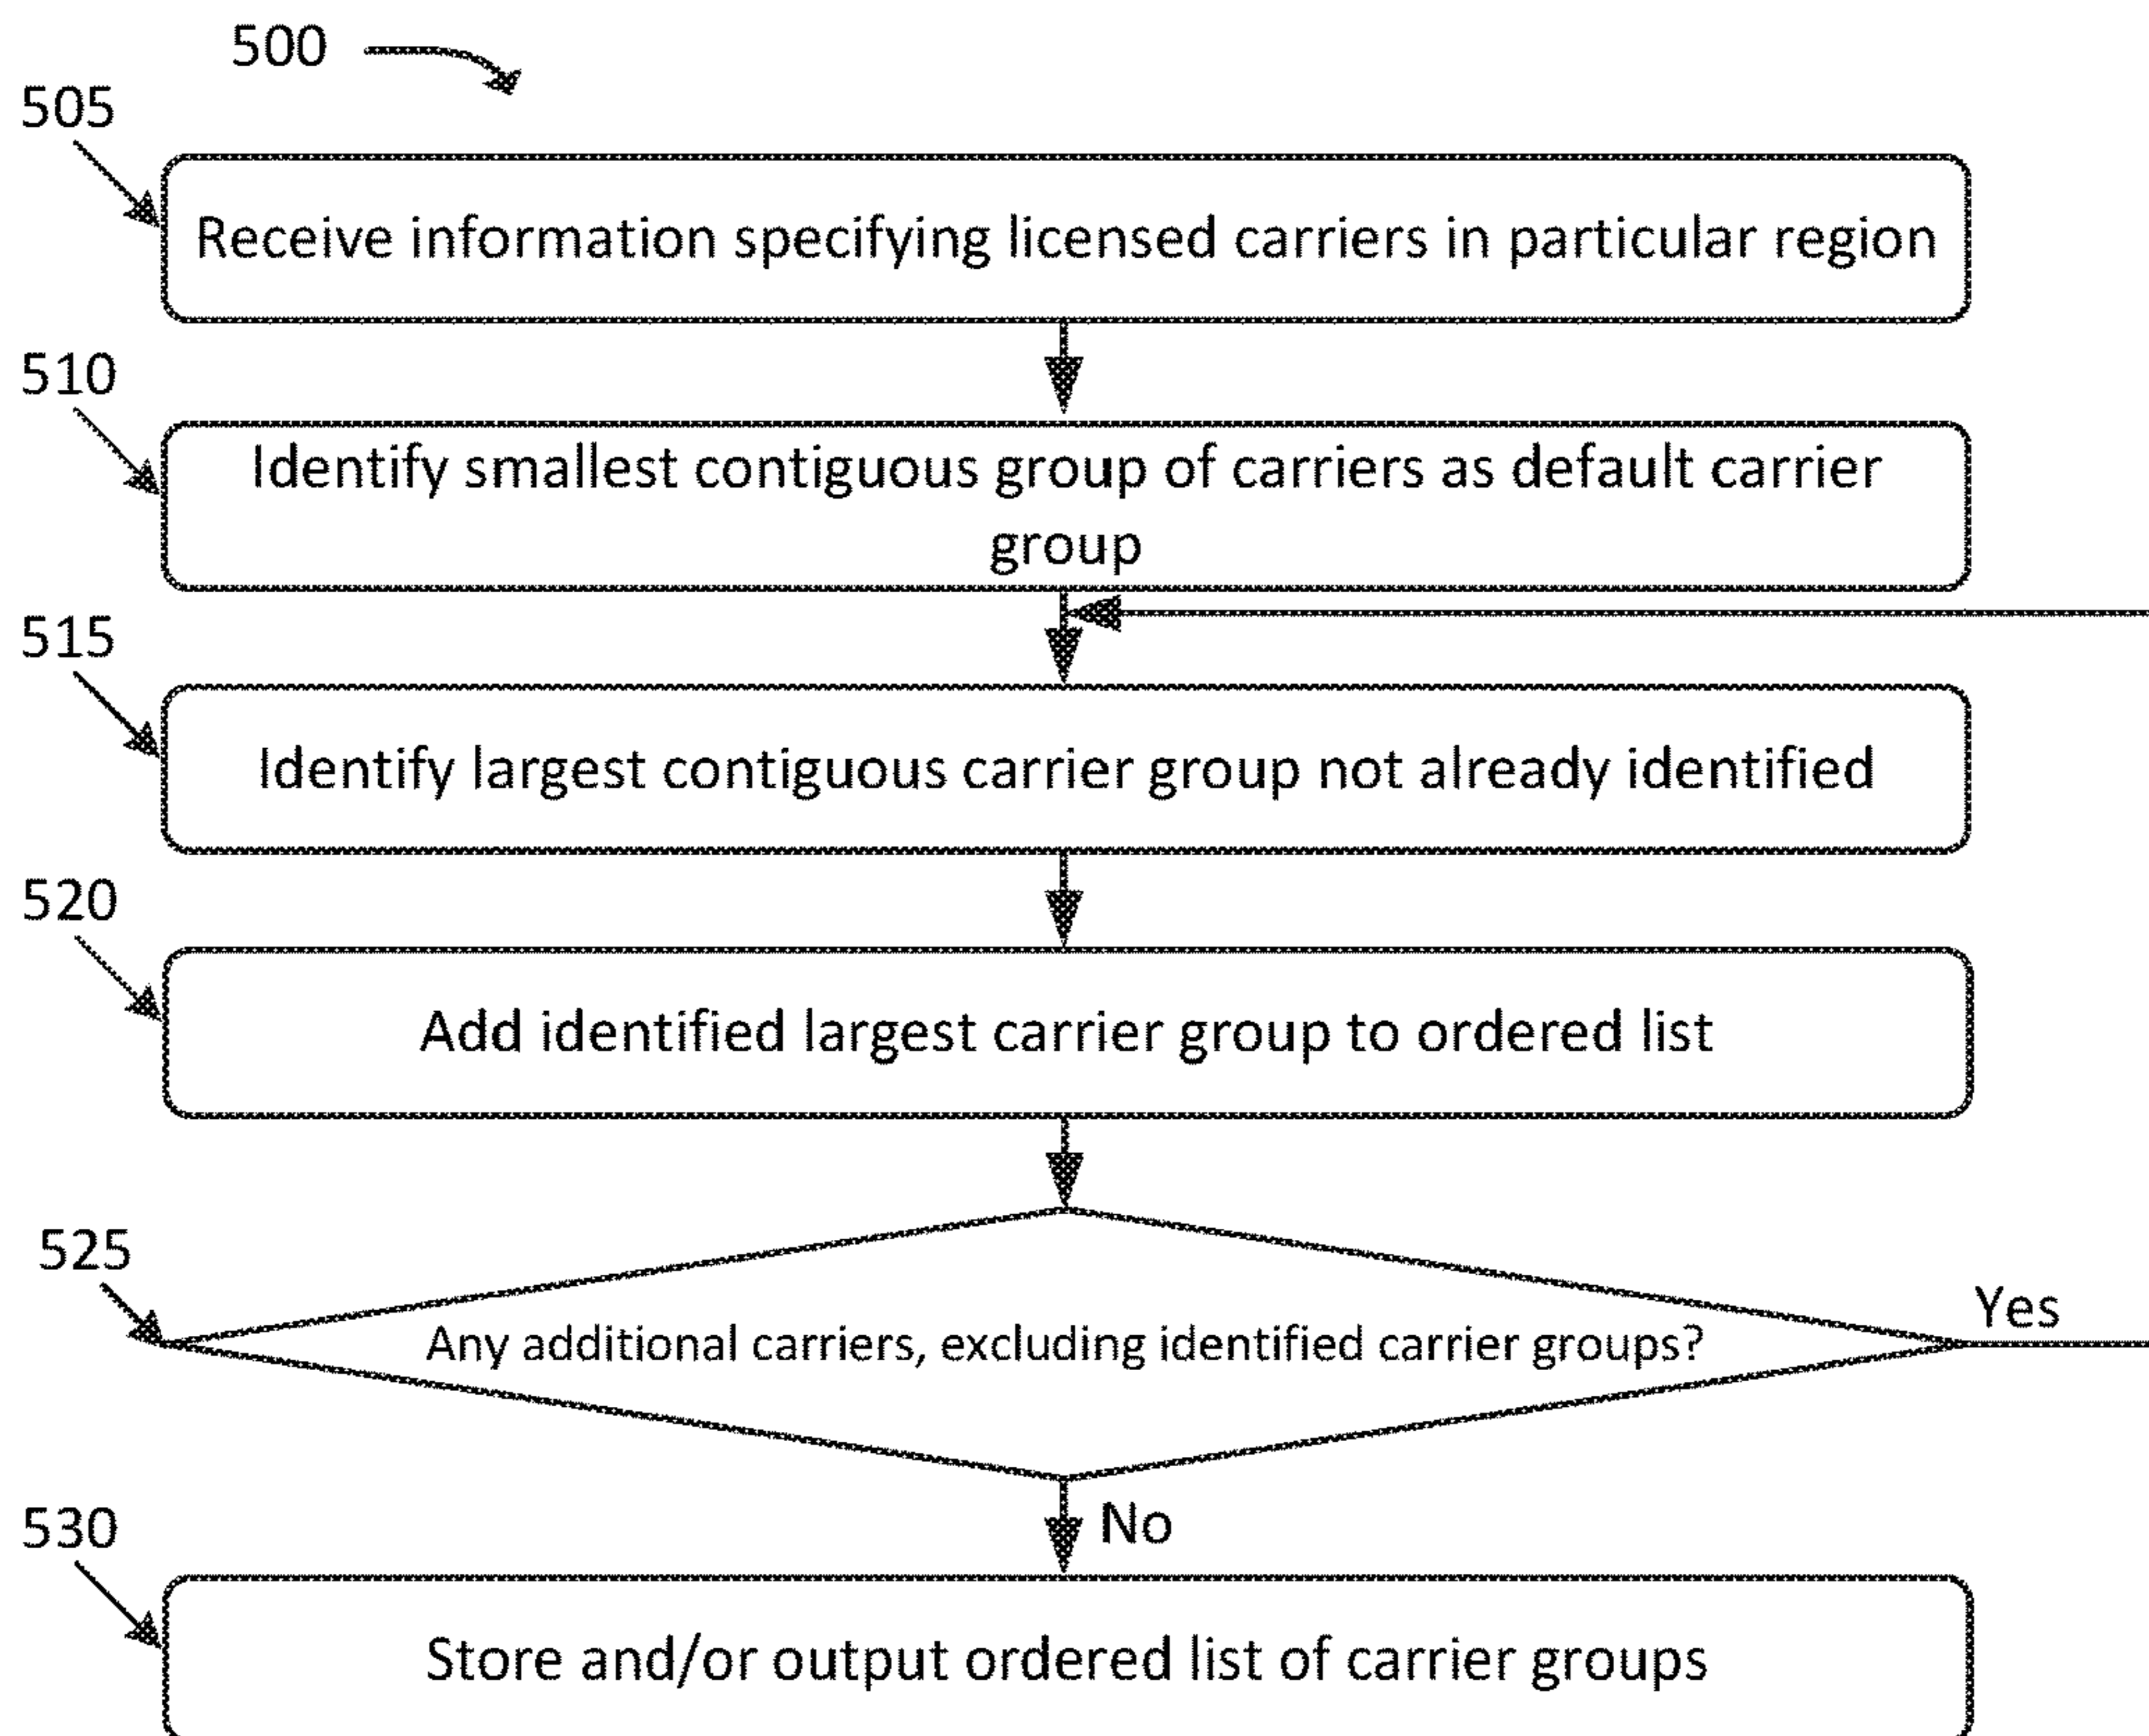 500
505
Receive information specifying licensed carriers in particular region
510
Identify smallest contiguous group of carriers as default carrier
group
515
Identify largest contiguous carrier group not already identified
520
Add identified largest carrier group to ordered list
525
Any additional carriers, excluding identified carrier groups?
Yes
No
530
Store and/or output ordered list of carrier groups